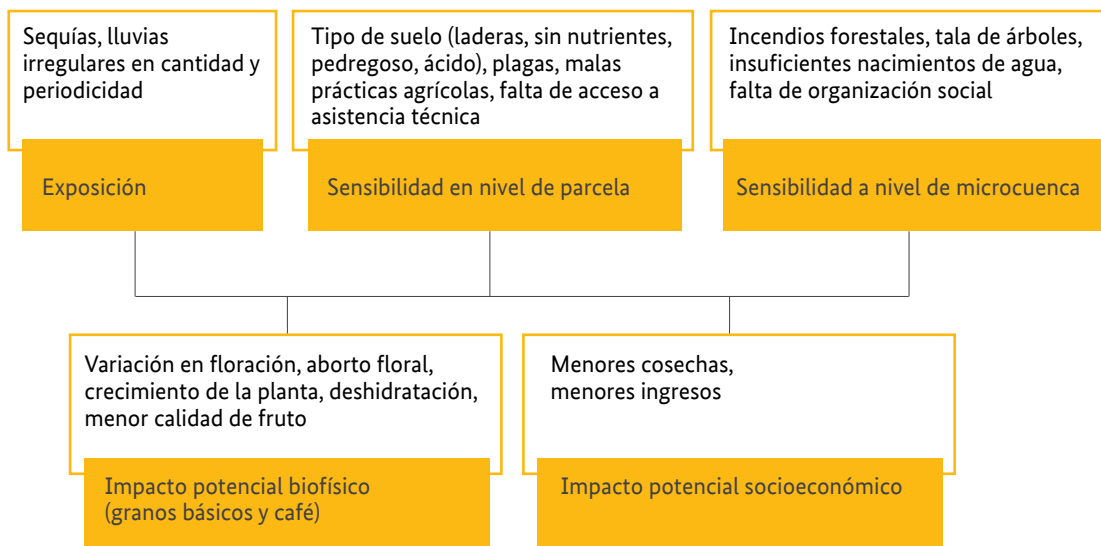 Sequías, lluvias
irregulares en cantidad y
periodicidad
Exposición
Tipo de suelo (laderas, sin nutrientes,
pedregoso, ácido), plagas, malas
prácticas agrícolas, falta de acceso a
asistencia técnica
Sensibilidad en nivel de parcela
Incendios forestales, tala de árboles,
insuficientes nacimientos de agua,
falta de organización social
Sensibilidad a nivel de microcuenca
Variación en floración, aborto floral,
crecimiento de la planta, deshidratación,
menor calidad de fruto
Impacto potencial biofísico
(granos básicos y café)
Menores cosechas,
menores ingresos
Impacto potencial socioeconómico